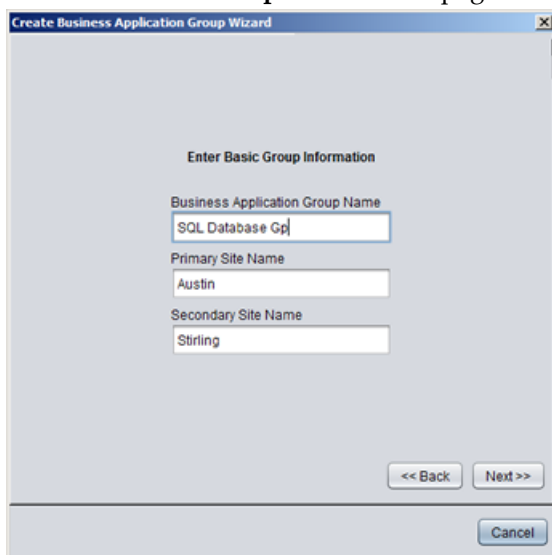 Create Business Application Group Wizard
Enter Basic Group Information
Business Application Group Name
SQL Database Gp
Primary Site Name
Austin
Secondary Site Name
Stirling
<< Back Next >>
Cancel